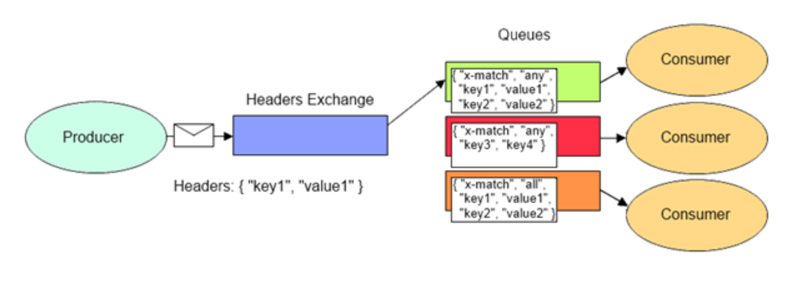 Queues
Consumer
{ "x-match", "any",
"key1", "value1",
"key2", "value2" }
Headers Exchange
Producer
{ "x-match", "any",
"key3", "key4" }
Consumer
Headers: { "key1", "value1" }
{ "x-match", "all",
"key1", "value1",
"key2", "value2" }
Consumer